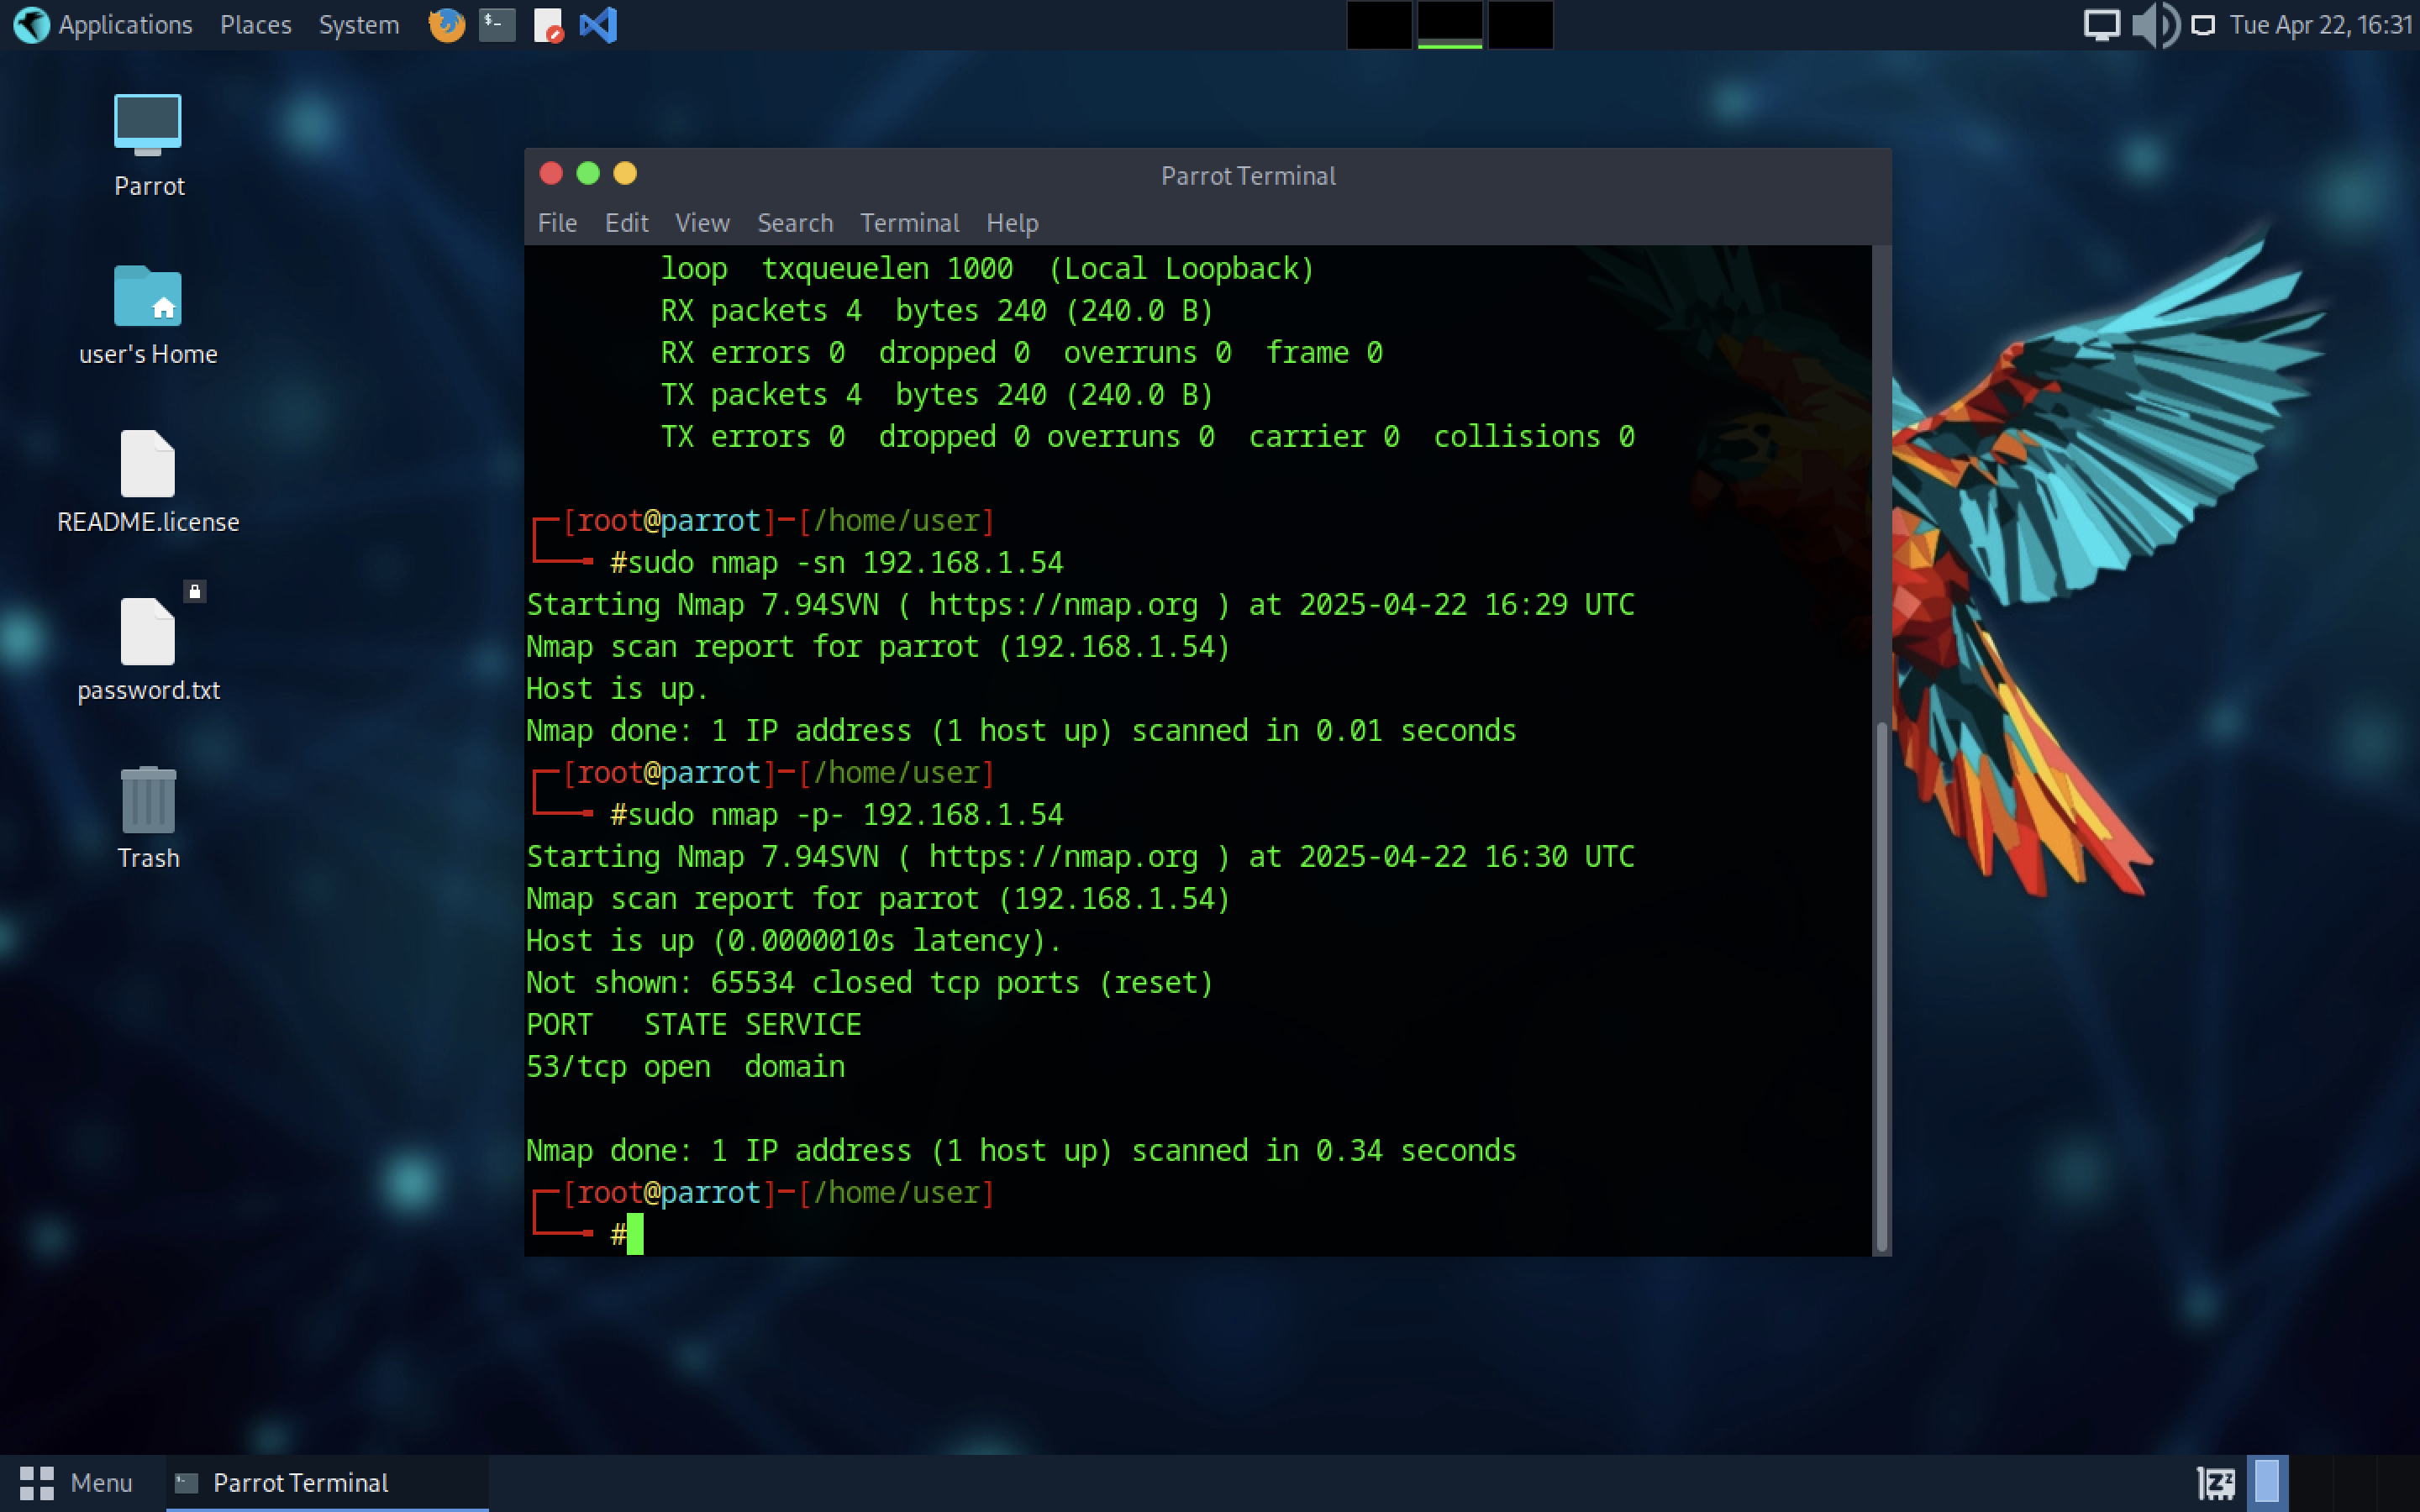 Applications Places System Tue Apr 22, 16:31
Parrot
user's Home
README.license
password.txt
Trash
Parrot Terminal
File Edit View Search Terminal Help
loop  txqueuelen 1000  (Local Loopback)
RX packets 4  bytes 240 (240.0 B)
RX errors 0  dropped 0  overruns 0  frame 0
TX packets 4  bytes 240 (240.0 B)
TX errors 0  dropped 0 overruns 0  carrier 0  collisions 0
[root@parrot]─[/home/user]
#sudo nmap -sn 192.168.1.54
Starting Nmap 7.94SVN ( https://nmap.org ) at 2025-04-22 16:29 UTC
Nmap scan report for parrot (192.168.1.54)
Host is up.
Nmap done: 1 IP address (1 host up) scanned in 0.01 seconds
[root@parrot]─[/home/user]
#sudo nmap -p- 192.168.1.54
Starting Nmap 7.94SVN ( https://nmap.org ) at 2025-04-22 16:30 UTC
Nmap scan report for parrot (192.168.1.54)
Host is up (0.0000010s latency).
Not shown: 65534 closed tcp ports (reset)
PORT   STATE SERVICE
53/tcp open  domain
Nmap done: 1 IP address (1 host up) scanned in 0.34 seconds
[root@parrot]─[/home/user]
#
Menu Parrot Terminal